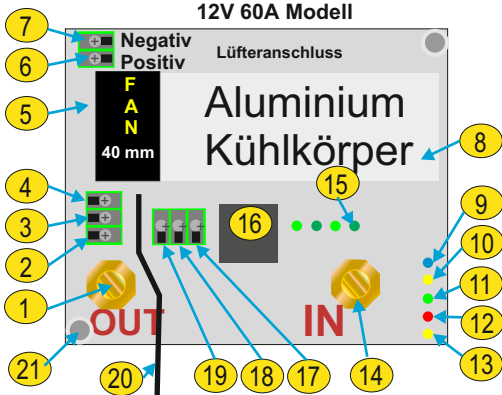 12V 60A Modell
7
Negativ
6
Positiv
Lüfteranschluss
5
F
A
N
40 mm
Aluminium
Kühlkörper
8
4
15
3
16
9
2
10
11
1
OUT
IN
12
13
21
20
19
18
17
14